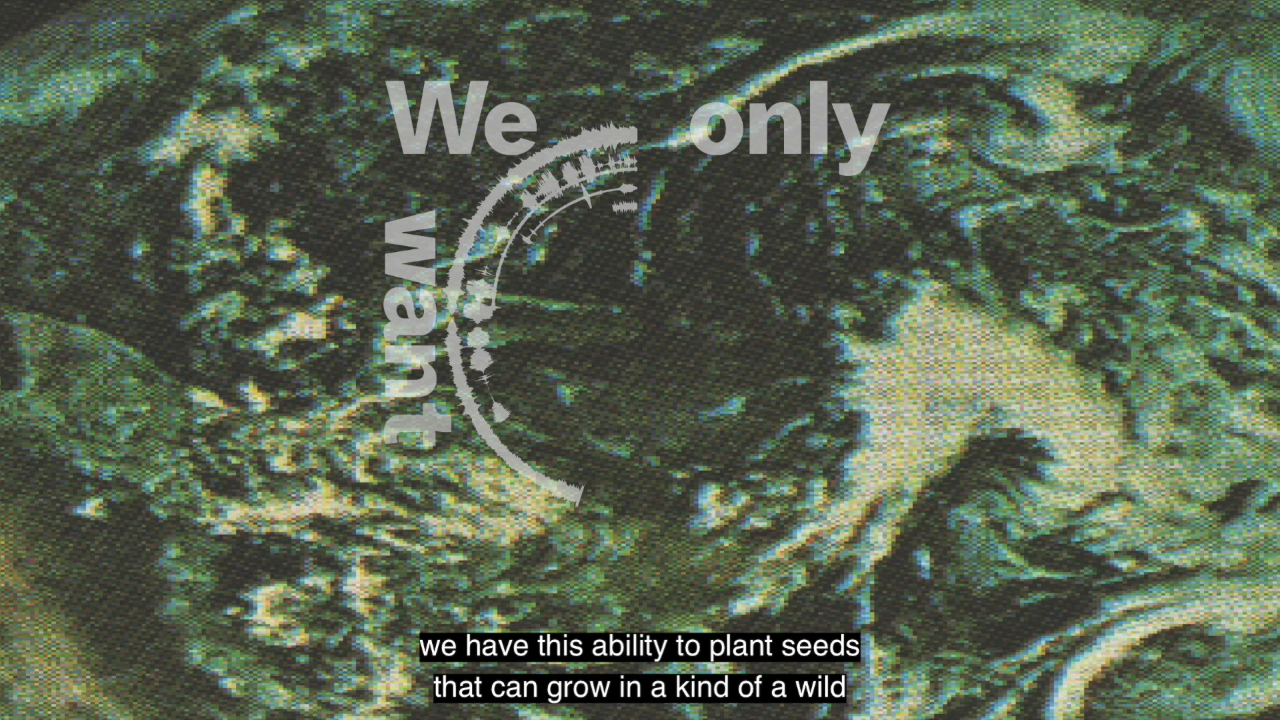 We only
want
we have this ability to plant seeds
that can grow in a kind of a wild